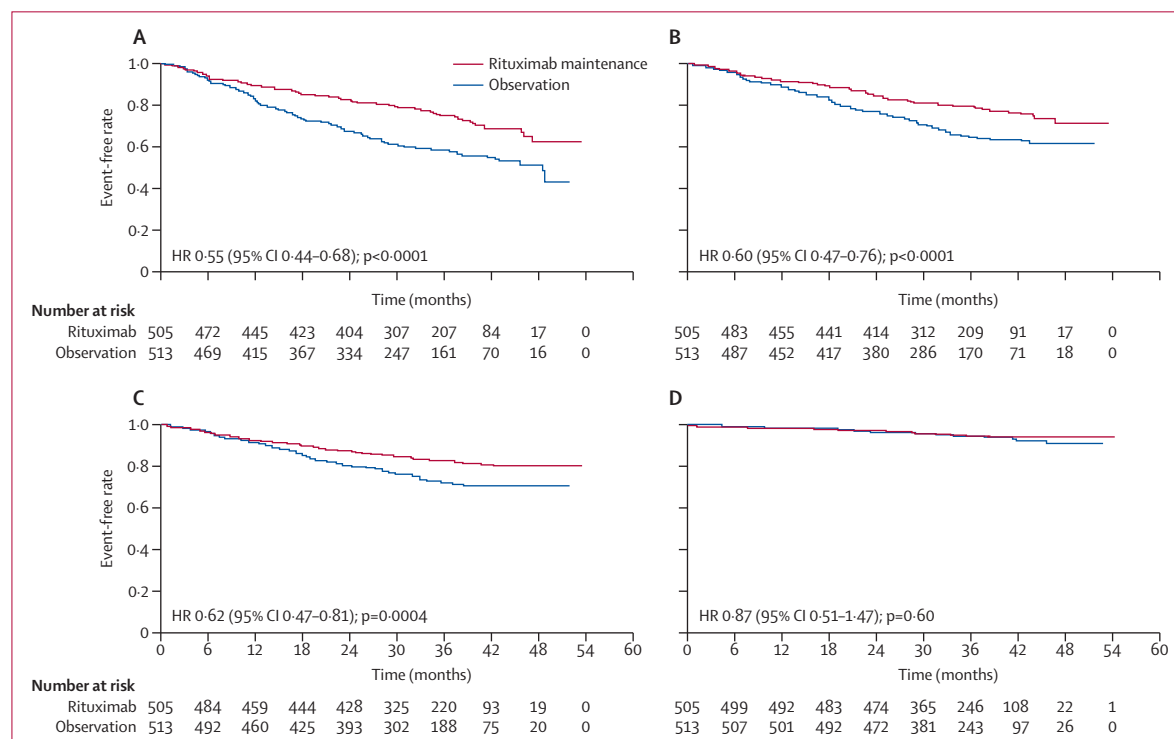 A
B
1·0
0·8
0·6
0·4
0·2
0
Event-free rate
Rituximab maintenance
Observation
HR 0·55 (95% CI 0·44–0·68); p<0·0001
HR 0·60 (95% CI 0·47–0·76); p<0·0001
Time (months)
Time (months)
Number at risk
Rituximab 505 472 445 423 404 307 207 84 17 0
505 483 455 441 414 312 209 91 17 0
Observation 513 469 415 367 334 247 161 70 16 0
513 487 452 417 380 286 170 71 18 0
C
D
1·0
0·8
0·6
0·4
0·2
0
Event-free rate
HR 0·62 (95% CI 0·47–0·81); p=0·0004
HR 0·87 (95% CI 0·51–1·47); p=0·60
0 6 12 18 24 30 36 42 48 54 60
0 6 12 18 24 30 36 42 48 54 60
Time (months)
Time (months)
Number at risk
Rituximab 505 484 459 444 428 325 220 93 19 0
505 499 492 483 474 365 246 108 22 1
Observation 513 492 460 425 393 302 188 75 20 0
513 507 501 492 472 381 243 97 26 0